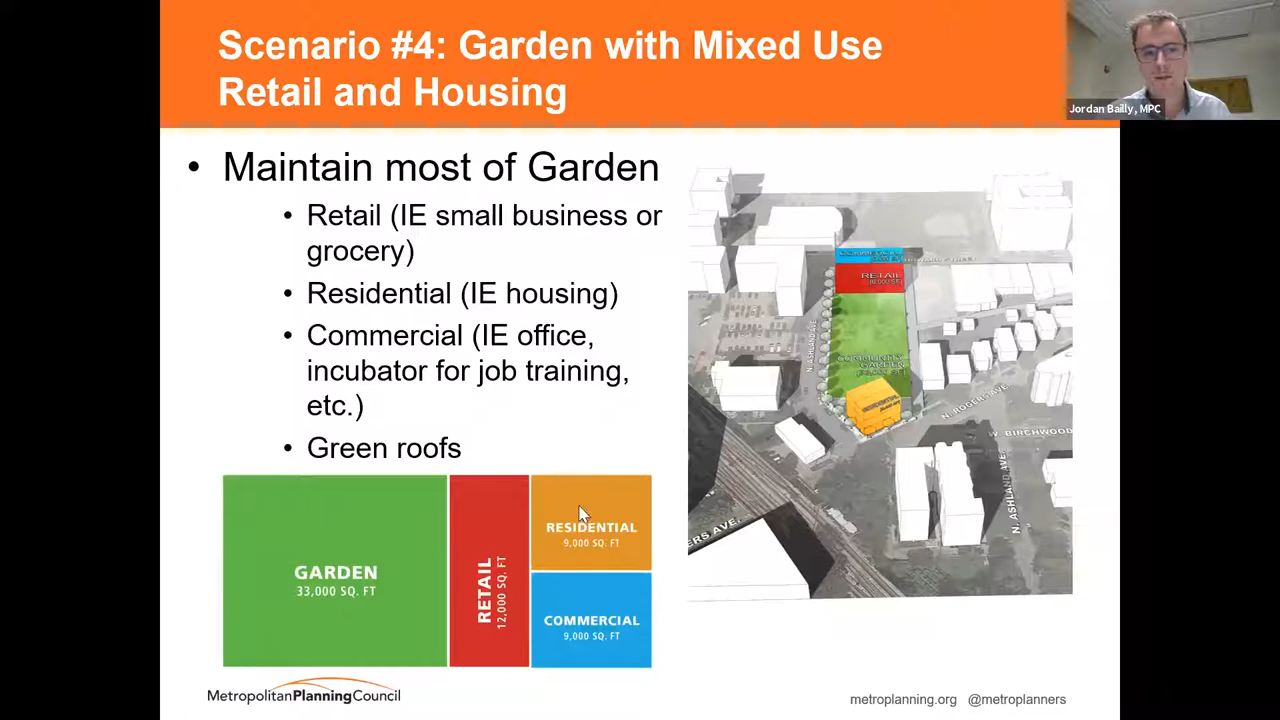 Scenario #4: Garden with Mixed Use
Retail and Housing
Jordan Bailly, MPC
• Maintain most of Garden
• Retail (IE small business or
grocery)
• Residential (IE housing)
• Commercial (IE office,
incubator for job training,
etc.)
• Green roofs
GARDEN
33,000 SQ. FT
RETAIL
12,000 SQ. FT
RESIDENTIAL
9,000 SQ. FT
COMMERCIAL
9,000 SQ. FT
COMMERCIAL
RETAIL
COMMUNITY
GARDEN
RESIDENTIAL
N. ASHLAND AVE
N. ROGERS AVE.
W. BIRCHWOOD
N. ASHLAND AVE.
ERS AVE.
MetropolitanPlanningCouncil
metroplanning.org @metroplanners